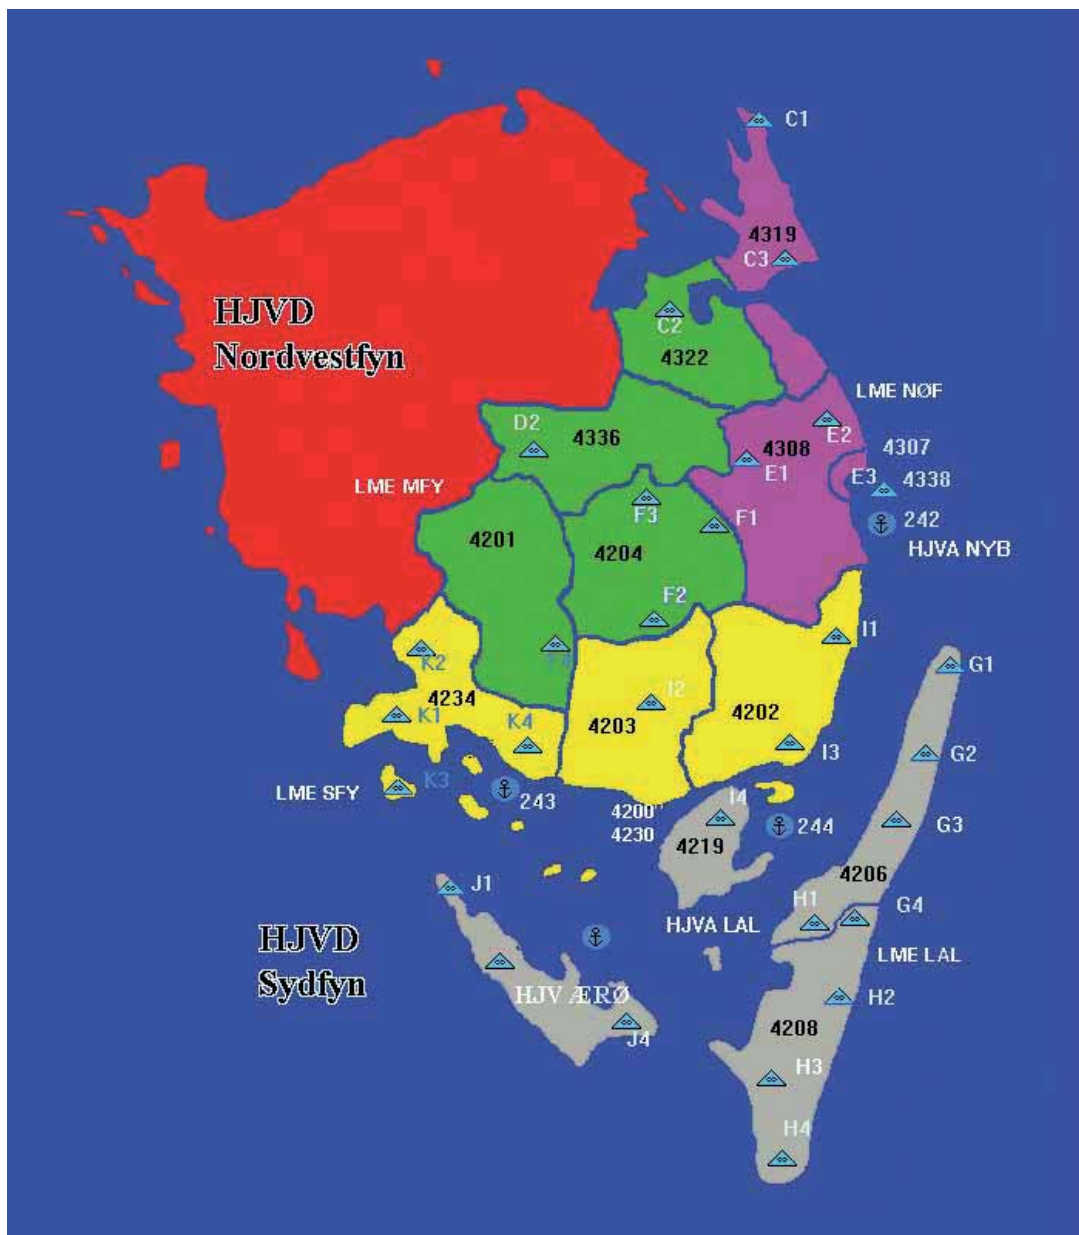 C1
4319
C3
HJVD
Nordvestfyn
C2
4322
LME NØF
D2
4336
E2
4308
4307
E1
E3
4338
LME MFY
F3
F1
242
4201
4204
HJVA NYB
F2
I1
K2
G1
4234
I2
K1
K4
4203
4202
I3
G2
K3
LME SFY
243
4200
4230
I4
244
G3
4219
4206
J1
H1
G4
HJVA LAL
HJVD
Sydfyn
LME LAL
HJV ÆRØ
H2
J4
4208
H3
H4